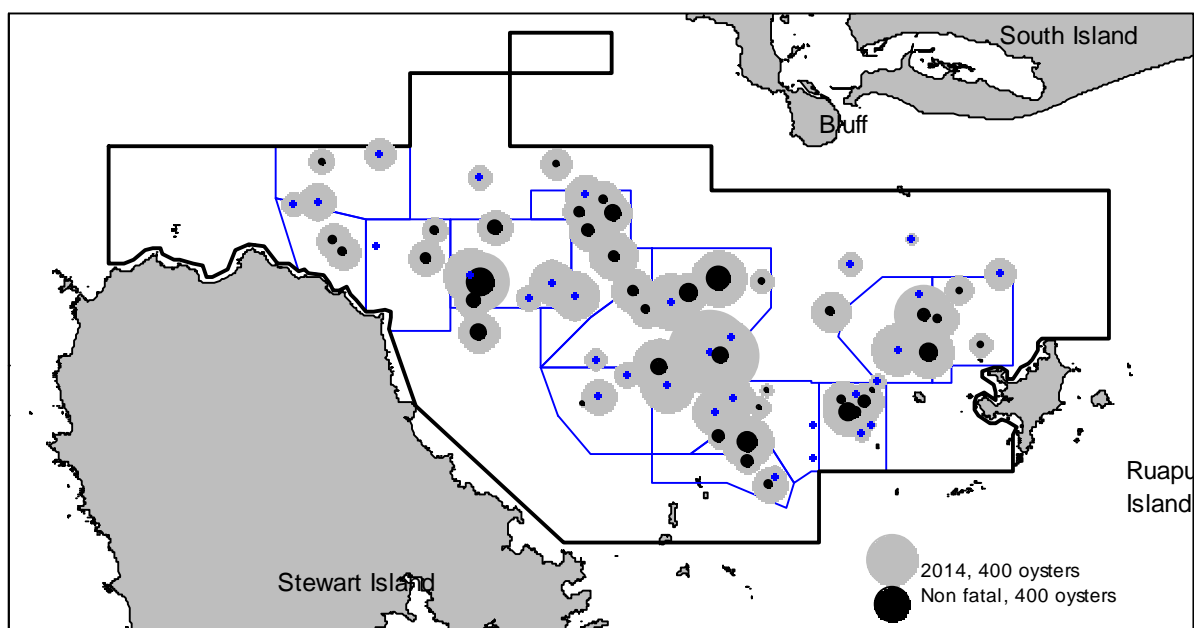 South Island
Bluff
Ruapu
Island
Stewart Island
2014, 400 oysters
Non fatal, 400 oysters